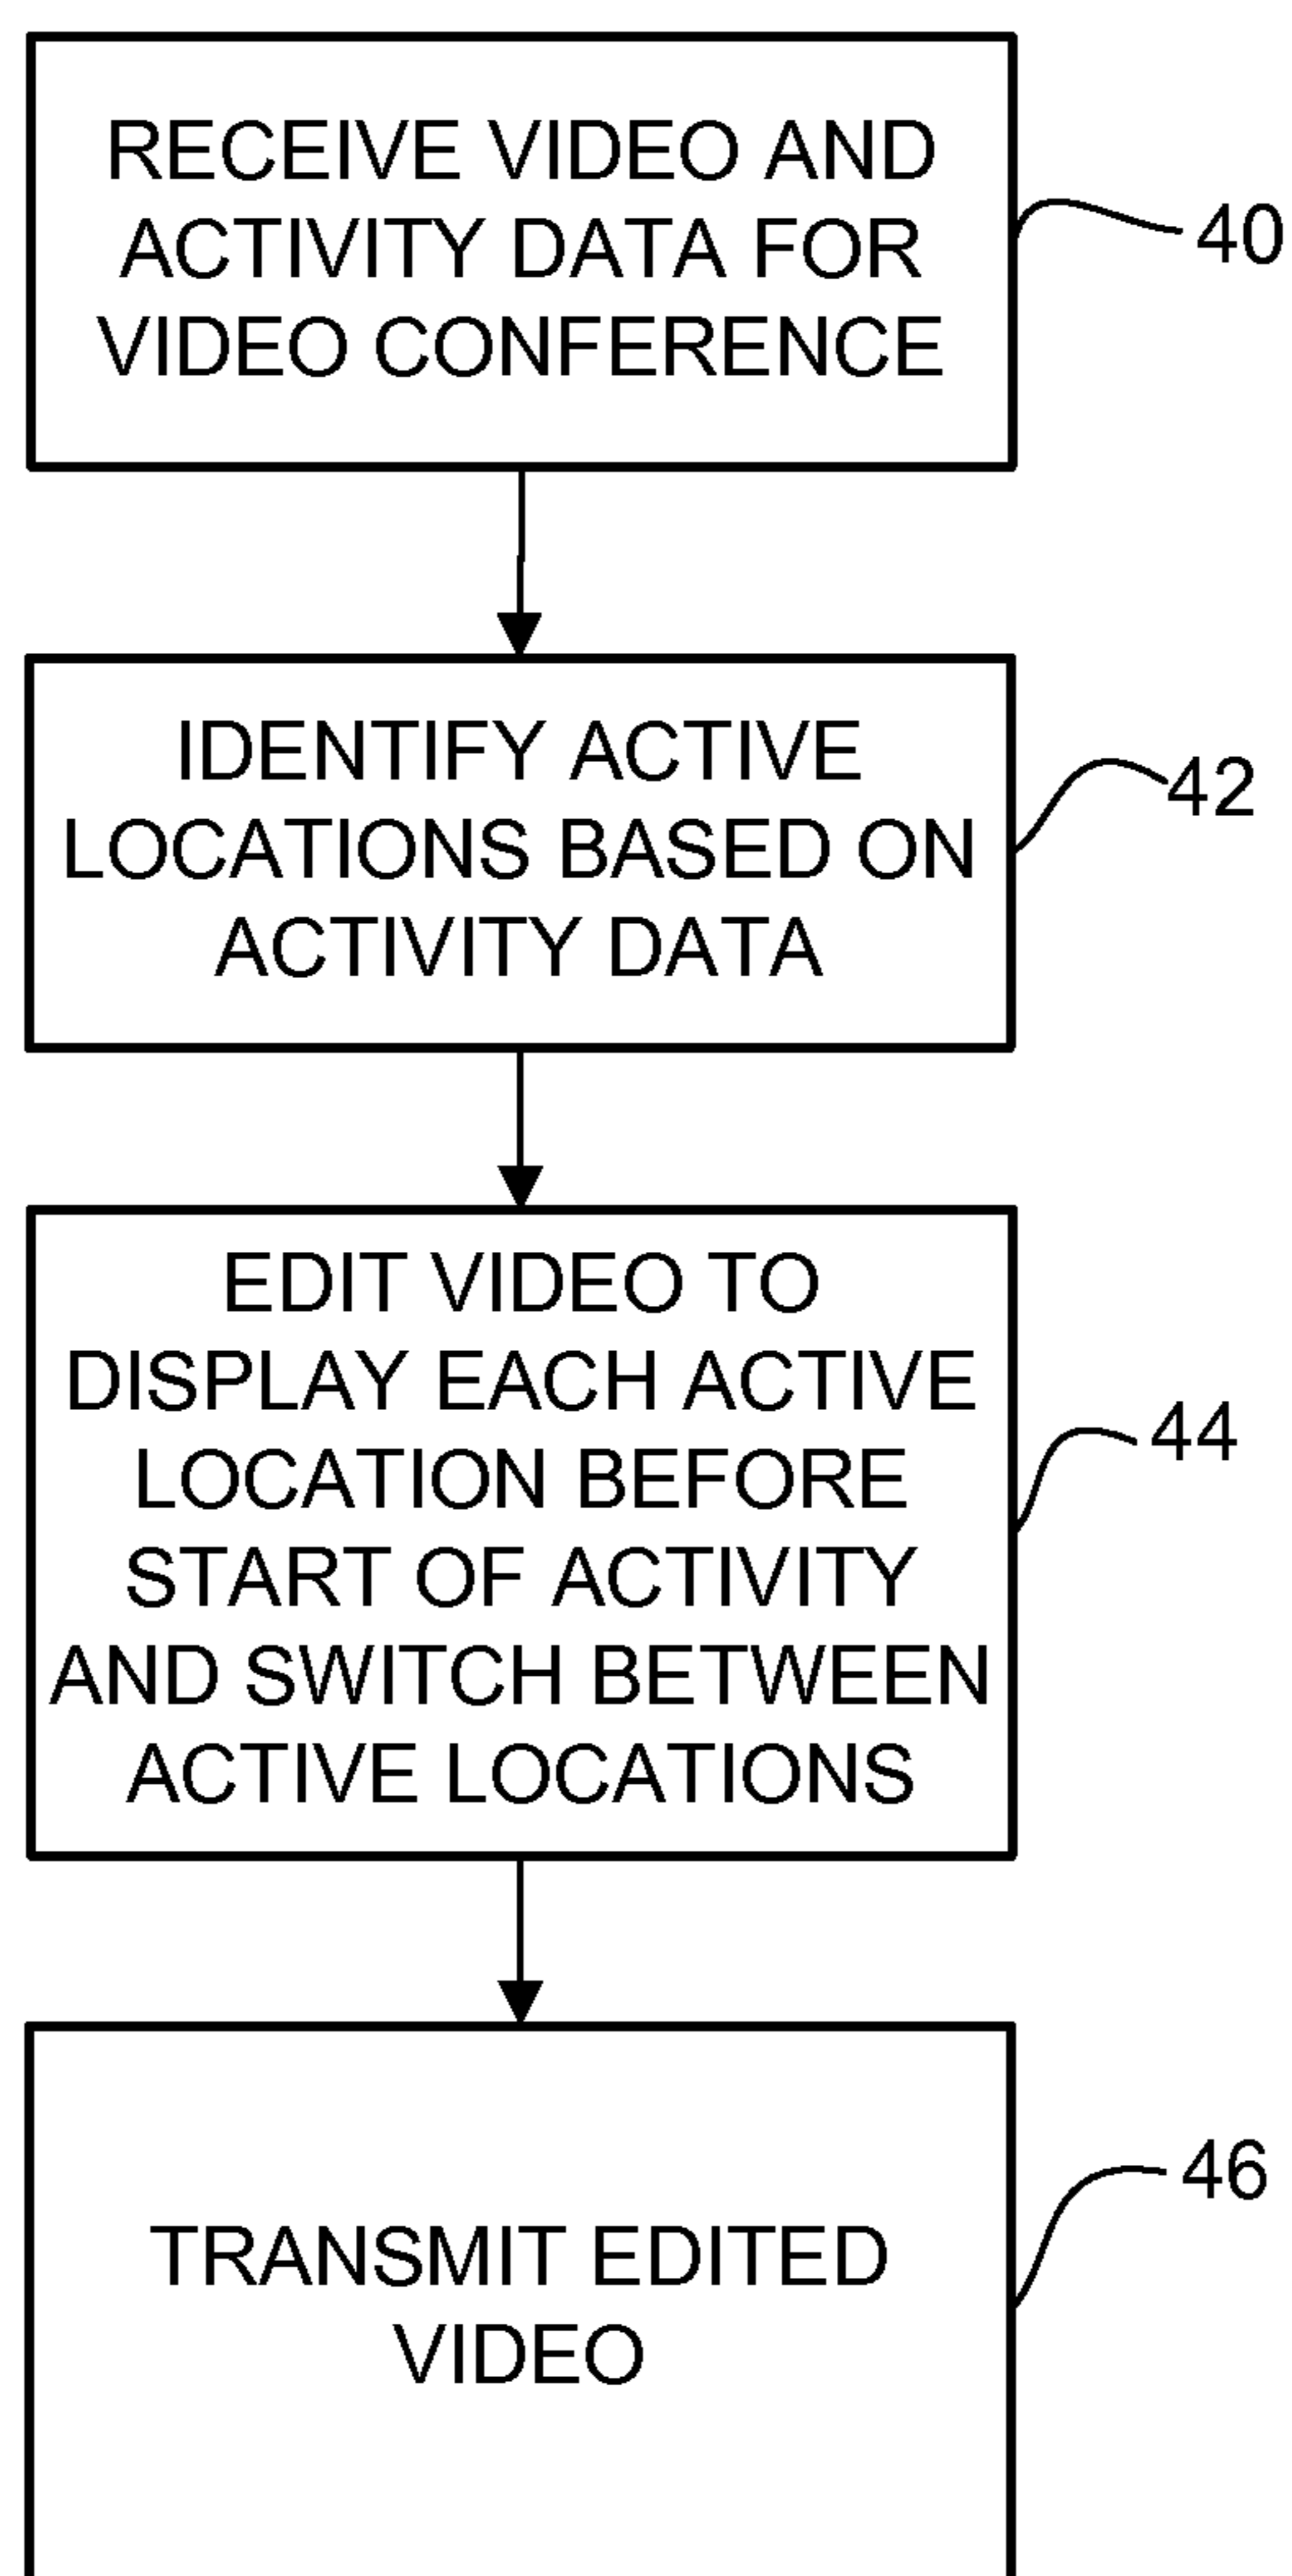 RECEIVE VIDEO AND
ACTIVITY DATA FOR
VIDEO CONFERENCE
40
IDENTIFY ACTIVE
LOCATIONS BASED ON
ACTIVITY DATA
42
EDIT VIDEO TO
DISPLAY EACH ACTIVE
LOCATION BEFORE
START OF ACTIVITY
AND SWITCH BETWEEN
ACTIVE LOCATIONS
44
TRANSMIT EDITED
VIDEO
46